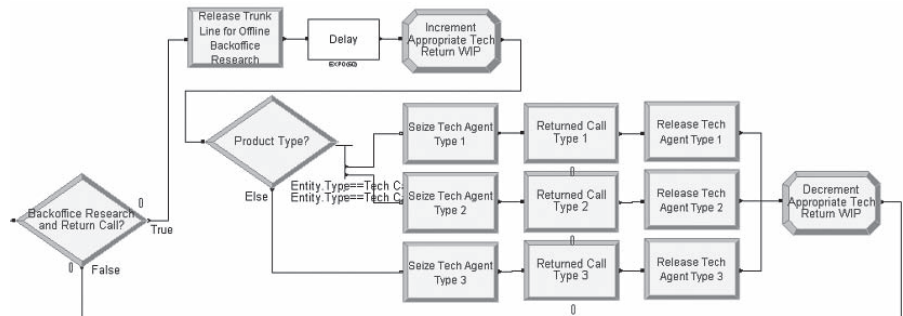 Release Trunk
Line for Offline
Backoffice
Research
Delay
EXPO(60)
Increment
Appropriate Tech
Return WIP
Product Type?
Entity.Type==Tech C
Entity.Type==Tech C
Else
Seize Tech Agent
Type 1
Returned Call
Type 1
Release Tech
Agent Type 1
0
Seize Tech Agent
Type 2
Returned Call
Type 2
Release Tech
Agent Type 2
0
Seize Tech Agent
Type 3
Returned Call
Type 3
Release Tech
Agent Type 3
0
Decrement
Appropriate Tech
Return WIP
Backoffice Research
and Return Call?
0
True
0
False